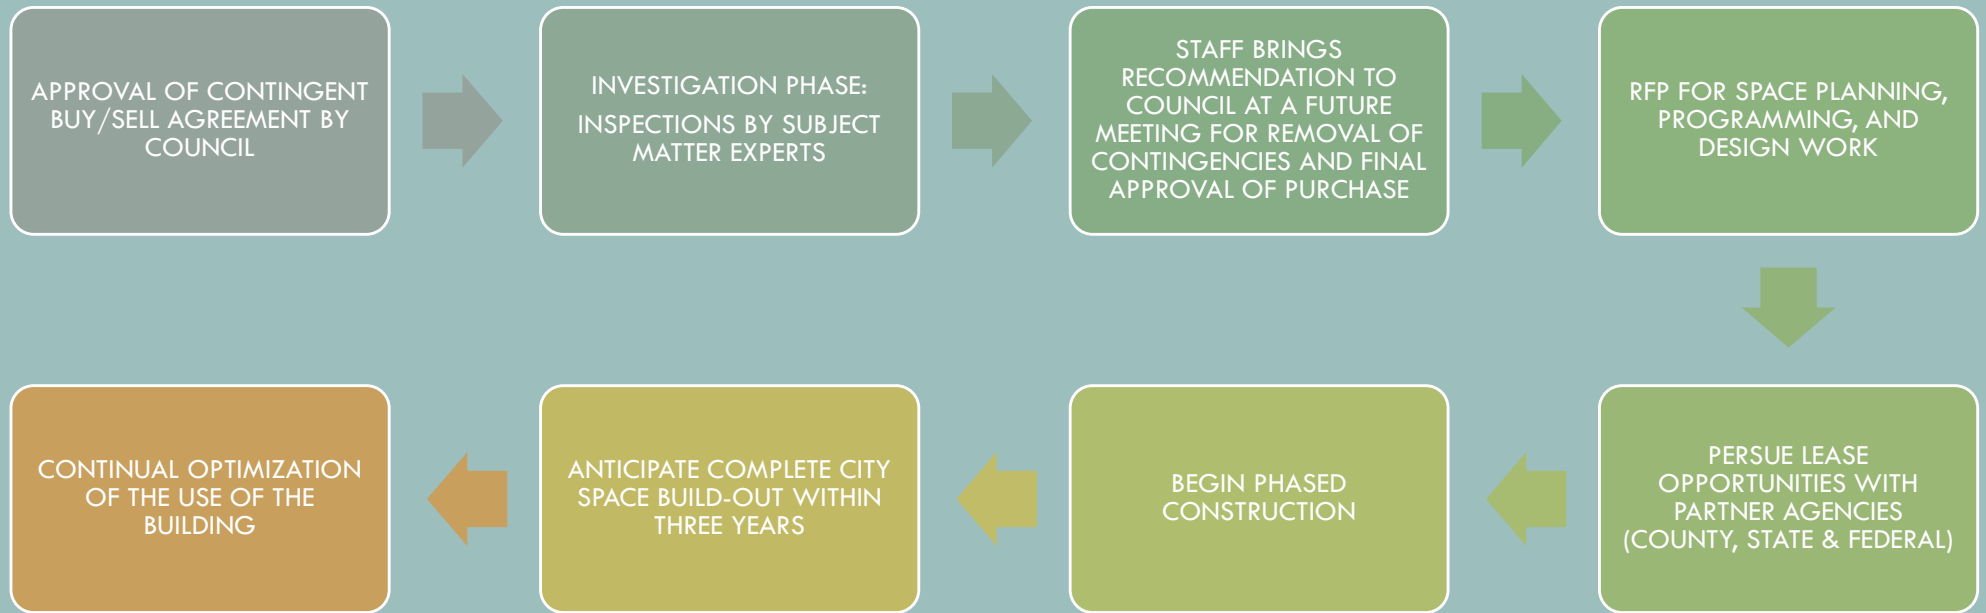 APPROVAL OF CONTINGENT
BUY/SELL AGREEMENT BY
COUNCIL
INVESTIGATION PHASE:
INSPECTIONS BY SUBJECT
MATTER EXPERTS
STAFF BRINGS
RECOMMENDATION TO
COUNCIL AT A FUTURE
MEETING FOR REMOVAL OF
CONTINGENCIES AND FINAL
APPROVAL OF PURCHASE
RFP FOR SPACE PLANNING,
PROGRAMMING, AND
DESIGN WORK
PERSUE LEASE
OPPORTUNITIES WITH
PARTNER AGENCIES
(COUNTY, STATE & FEDERAL)
BEGIN PHASED
CONSTRUCTION
ANTICIPATE COMPLETE CITY
SPACE BUILD-OUT WITHIN
THREE YEARS
CONTINUAL OPTIMIZATION
OF THE USE OF THE
BUILDING